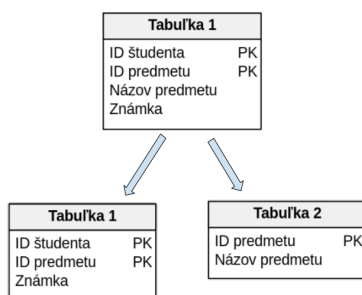 Tabuľka 1
ID študenta PK
ID predmetu PK
Názov predmetu
Známka
Tabuľka 1
ID študenta PK
ID predmetu PK
Známka
Tabuľka 2
ID predmetu PK
Názov predmetu